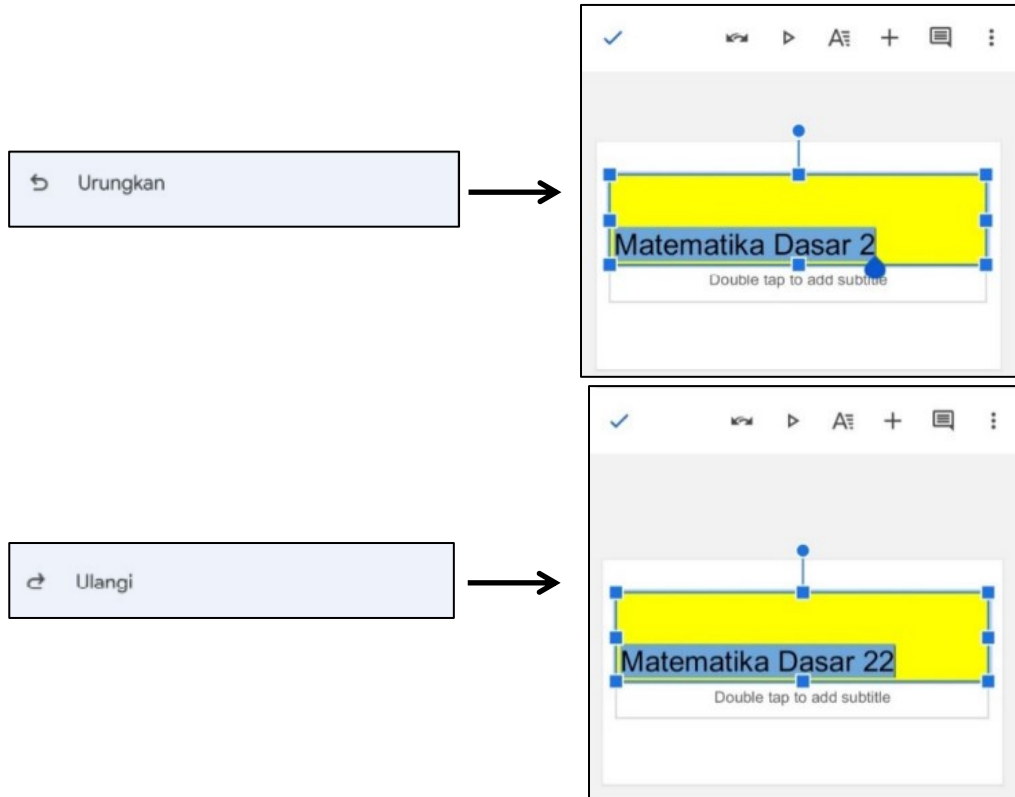 Urungkan
Matematika Dasar 2
Double tap to add subtitle
Ulangi
Matematika Dasar 22
Double tap to add subtitle